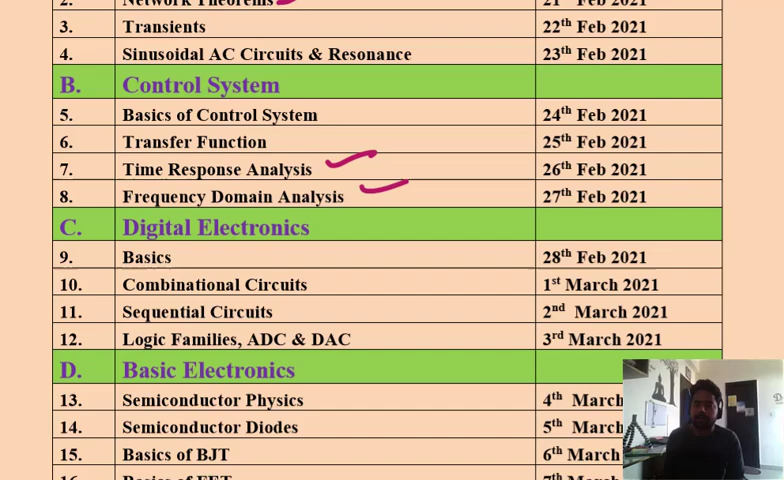 2. Network Theorems 21st Feb 2021
3. Transients 22th Feb 2021
4. Sinusoidal AC Circuits & Resonance 23th Feb 2021
B. Control System
5. Basics of Control System 24th Feb 2021
6. Transfer Function 25th Feb 2021
7. Time Response Analysis 26th Feb 2021
8. Frequency Domain Analysis 27th Feb 2021
C. Digital Electronics
9. Basics 28th Feb 2021
10. Combinational Circuits 1st March 2021
11. Sequential Circuits 2nd March 2021
12. Logic Families, ADC & DAC 3rd March 2021
D. Basic Electronics
13. Semiconductor Physics 4th March
14. Semiconductor Diodes 5th March
15. Basics of BJT 6th March
16. Basics of FET 7th March